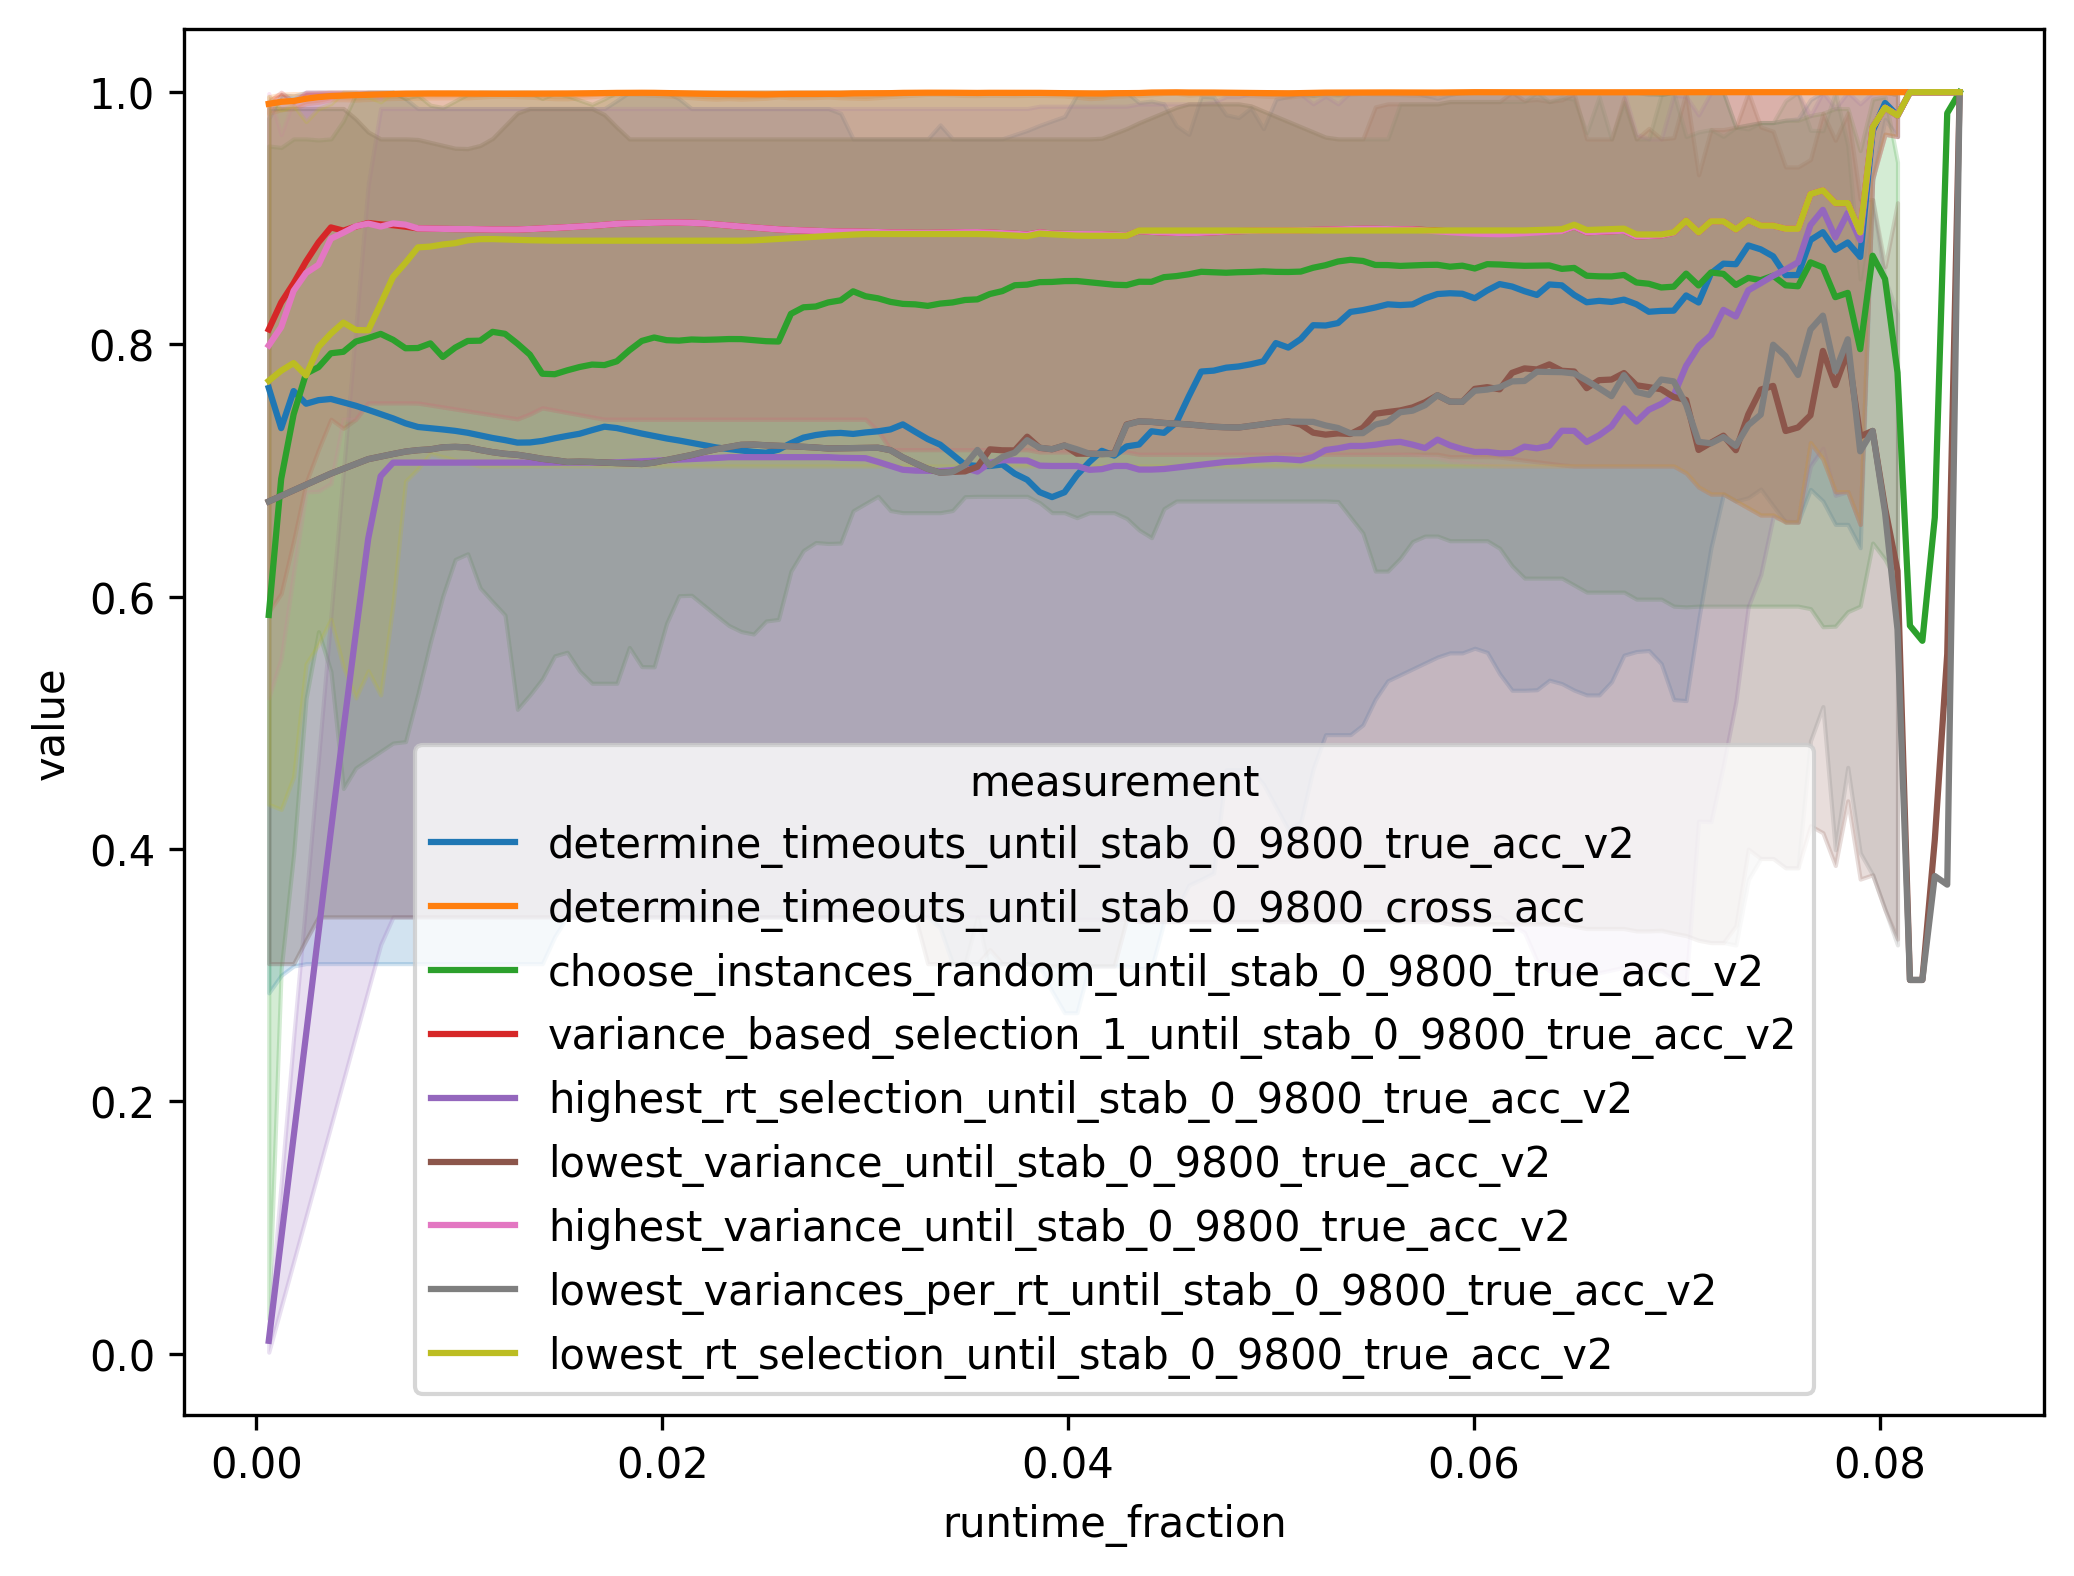 1.0
0.8
0.6
0.4
0.2
0.0
value
measurement
determine_timeouts_until_stab_0_9800_true_acc_v2
determine_timeouts_until_stab_0_9800_cross_acc
choose_instances_random_until_stab_0_9800_true_acc_v2
variance_based_selection_1_until_stab_0_9800_true_acc_v2
highest_rt_selection_until_stab_0_9800_true_acc_v2
lowest_variance_until_stab_0_9800_true_acc_v2
highest_variance_until_stab_0_9800_true_acc_v2
lowest_variances_per_rt_until_stab_0_9800_true_acc_v2
lowest_rt_selection_until_stab_0_9800_true_acc_v2
0.00 0.02 0.04 0.06 0.08
runtime_fraction